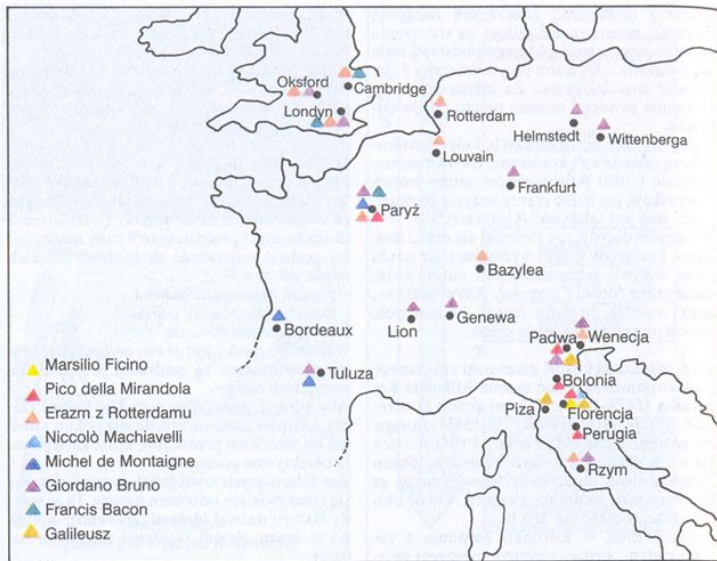 Oksford
Cambridge
Londyn
Rotterdam
Helmstedt
Wittenberga
Louvain
Frankfurt
Paryż
Bazylea
Genewa
Lion
Bordeaux
Tuluza
Padwa
Wenecja
Bolonia
Piza
Florencja
Perugia
Rzym
Marsilio Ficino
Pico della Mirandola
Erazm z Rotterdamu
Niccolò Machiavelli
Michel de Montaigne
Giordano Bruno
Francis Bacon
Galileusz